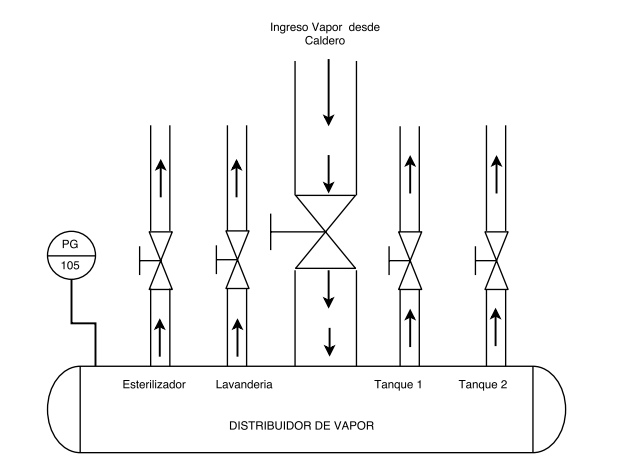 Ingreso Vapor desde
Caldero
PG
105
Esterilizador
Lavanderia
Tanque 1
Tanque 2
DISTRIBUIDOR DE VAPOR